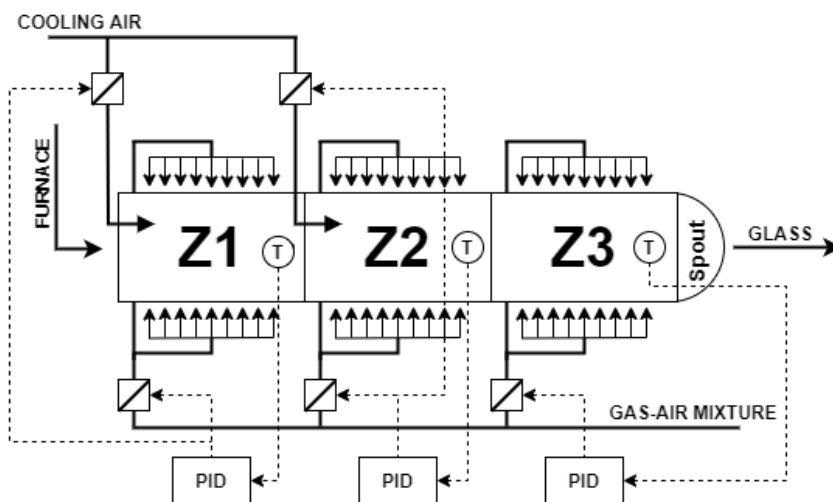 COOLING AIR
FURNACE
Z1
T
Z2
T
Z3
T
Spout
GLASS
GAS-AIR MIXTURE
PID
PID
PID